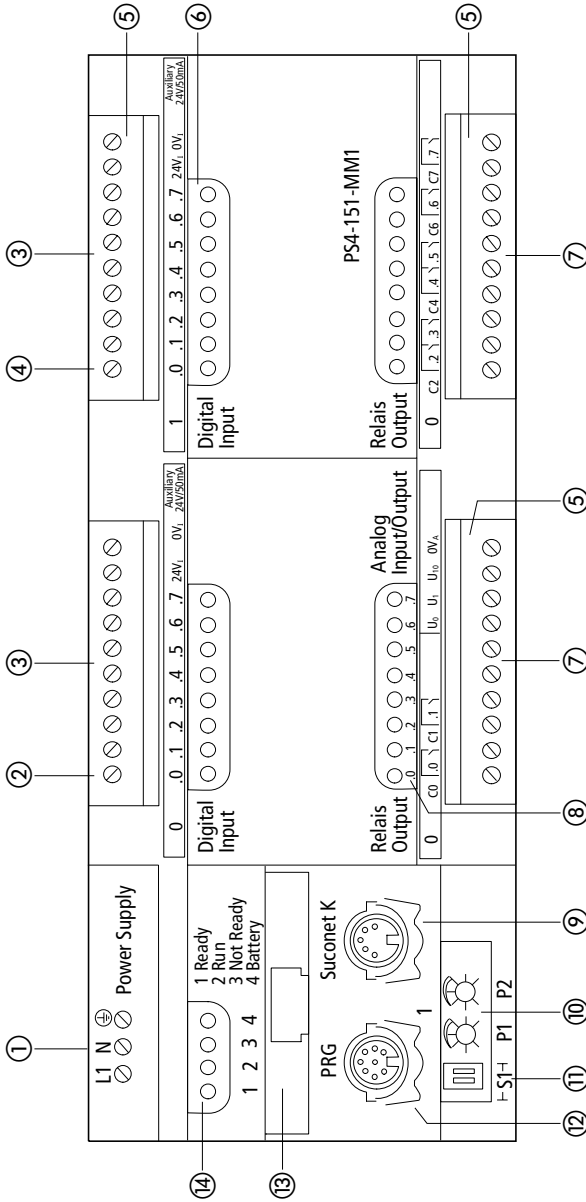 ① ② ③ ④ ③ ⑤
L1 N Power Supply
0 .0 .1 .2 .3 .4 .5 .6 .7 24V₁ 0V₁ Auxiliary 24V/50mA
1 .0 .1 .2 .3 .4 .5 .6 .7 24V₁ 0V₁ Auxiliary 24V/50mA
⑭
1 2 3 4
1 Ready
2 Run
3 Not Ready
4 Battery
Digital
Input
Digital
Input
⑥
⑬
PRG
Suconet K
1
Relais
Output
Analog
Input/Output
.0 .1 .2 .3 .4 .5 .6 .7
PS4-151-MM1
Relais
Output
0 C0 .0 C1 .1 U₀ U₁ U₁₀ 0V_A
0 C2 .2 .3 C4 .4 .5 C6 .6 C7 .7
S1 P1 P2
⑫ ⑪ ⑩ ⑨ ⑧ ⑦ ⑤ ⑦ ⑤